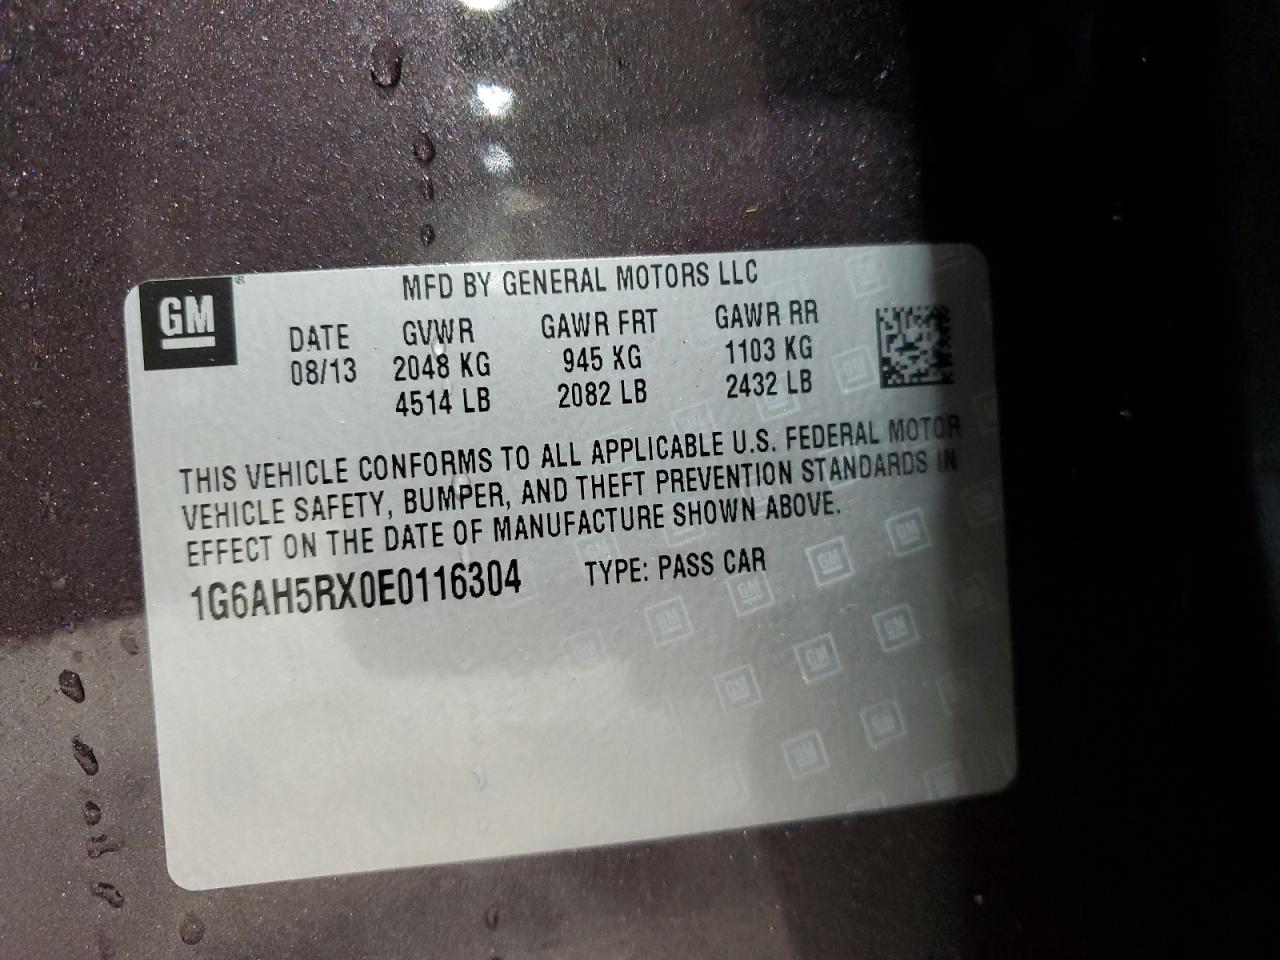 GM
MFD BY GENERAL MOTORS LLC
DATE GVWR GAWR FRT GAWR RR
08/13 2048 KG 945 KG 1103 KG
4514 LB 2082 LB 2432 LB
THIS VEHICLE CONFORMS TO ALL APPLICABLE U.S. FEDERAL MOTOR
VEHICLE SAFETY, BUMPER, AND THEFT PREVENTION STANDARDS IN
EFFECT ON THE DATE OF MANUFACTURE SHOWN ABOVE.
1G6AH5RX0E0116304 TYPE: PASS CAR